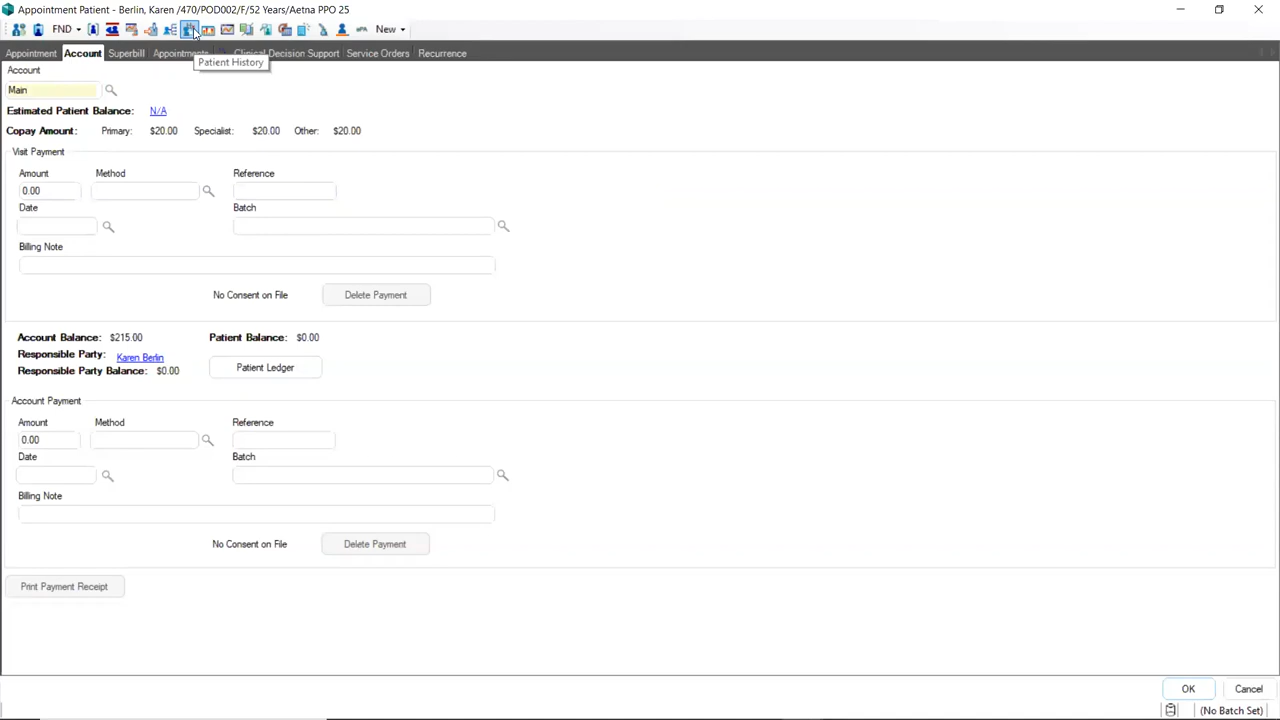 Appointment Patient - Berlin, Karen /470/POD002/F/52 Years/Aetna PPO 25
FND New
Appointment Account Superbill Appointments Clinical Decision Support Service Orders Recurrence
Patient History
Account
Main
Estimated Patient Balance: N/A
Copay Amount: Primary: $20.00 Specialist: $20.00 Other: $20.00
Visit Payment
Amount Method Reference
0.00
Date Batch
Billing Note
No Consent on File Delete Payment
Account Balance: $215.00 Patient Balance: $0.00
Responsible Party: Karen Berlin
Responsible Party Balance: $0.00 Patient Ledger
Account Payment
Amount Method Reference
0.00
Date Batch
Billing Note
No Consent on File Delete Payment
Print Payment Receipt
OK Cancel
(No Batch Set)